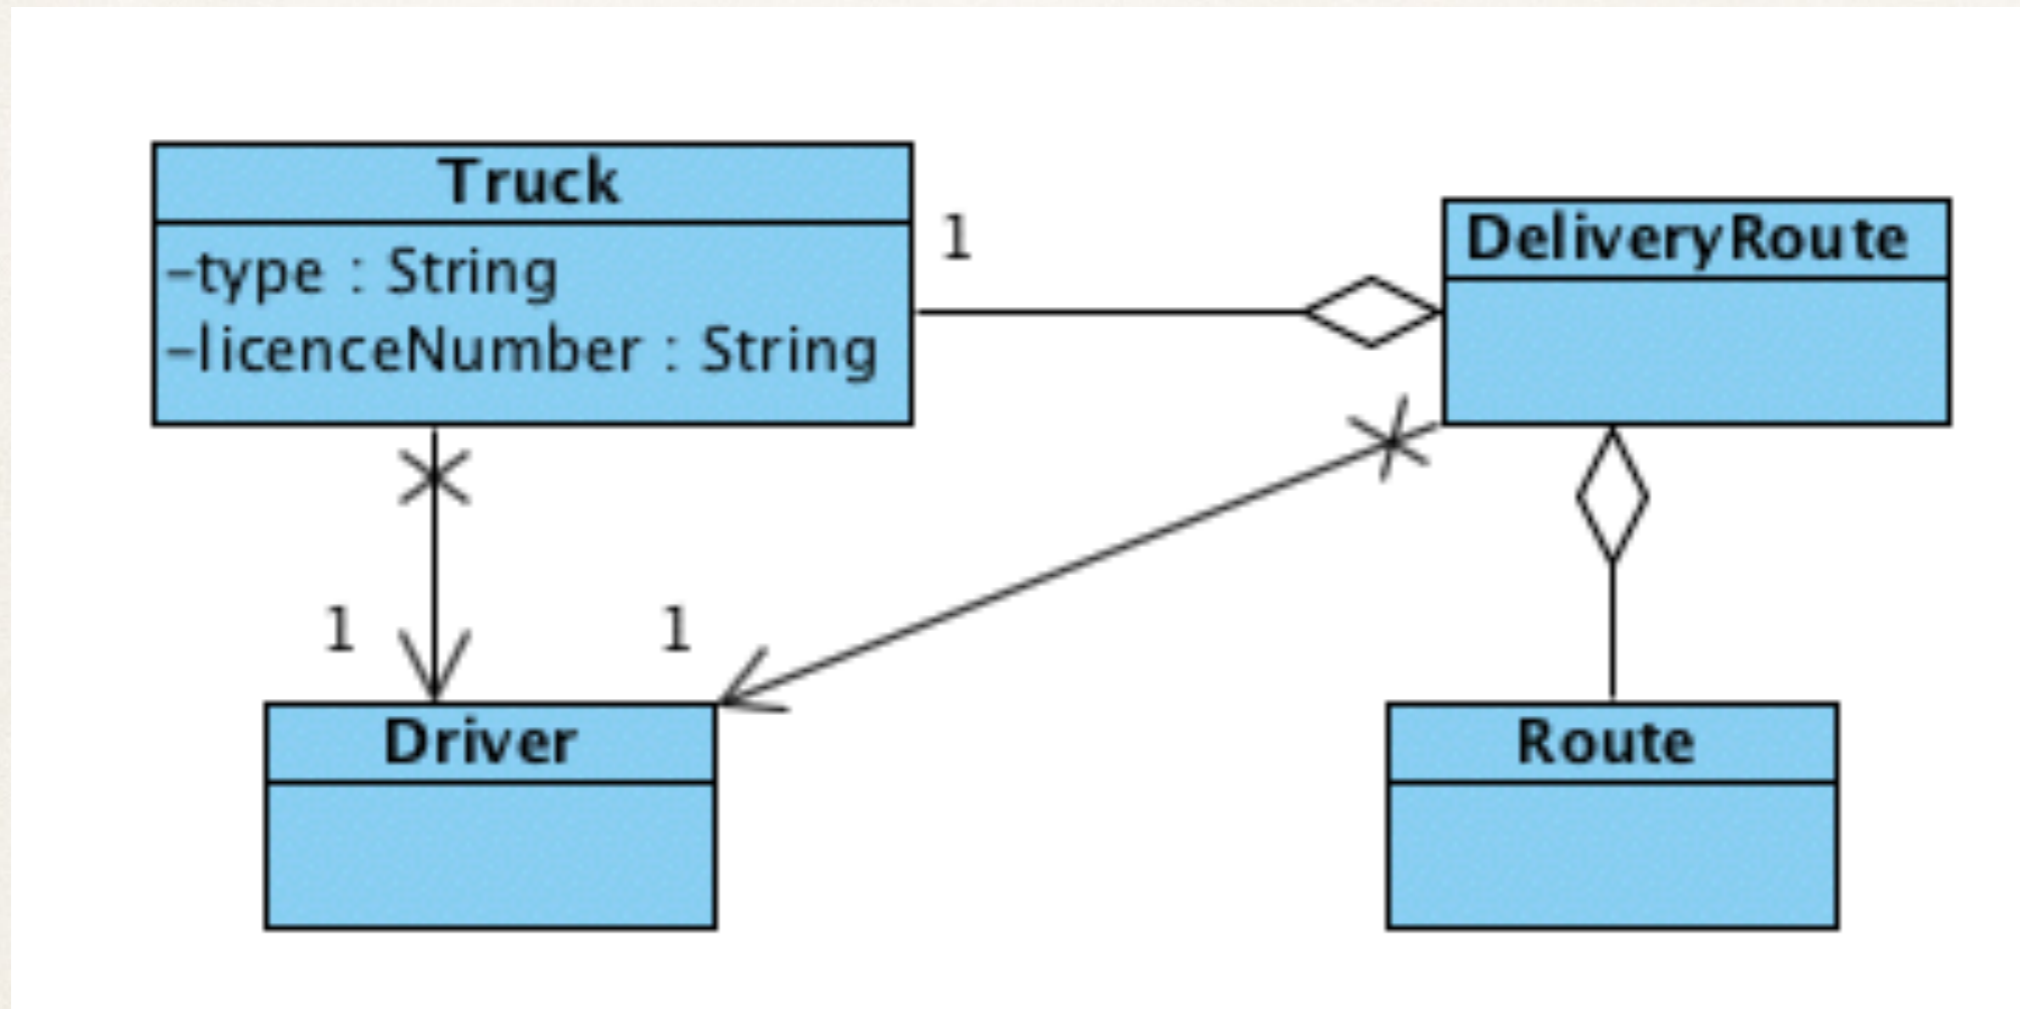 Truck
–type : String
–licenceNumber : String
1
DeliveryRoute
1
1
Driver
Route